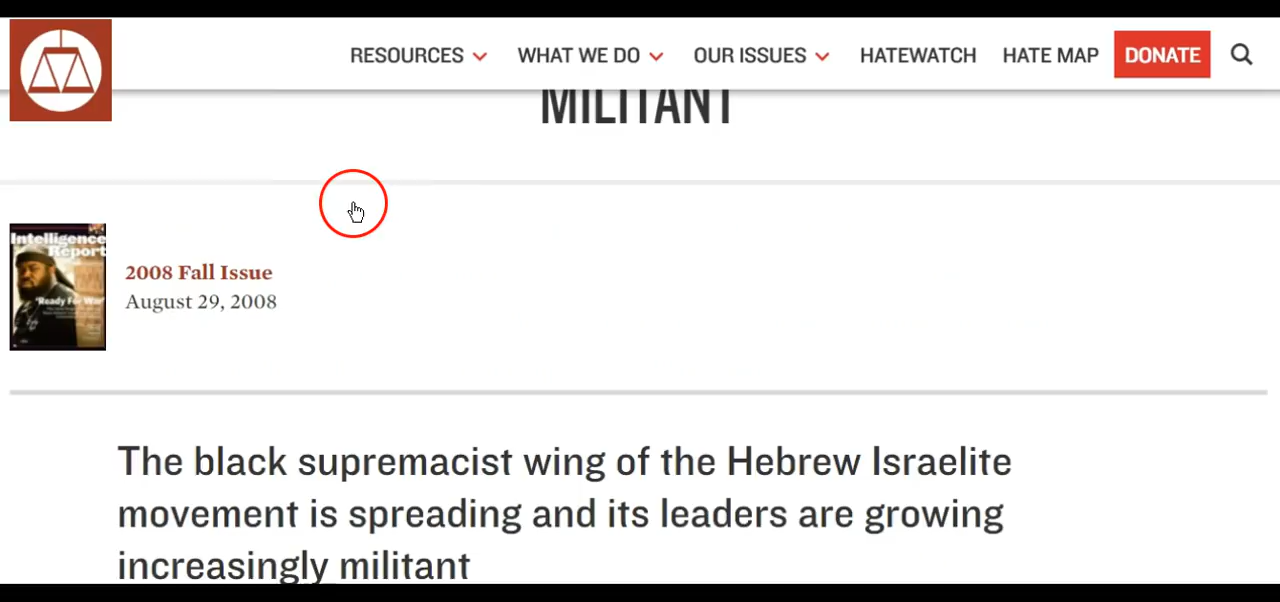 RESOURCES WHAT WE DO OUR ISSUES HATEWATCH HATE MAP DONATE
MILITANT
Intelligence
Report
"Ready For War"
2008 Fall Issue
August 29, 2008
The black supremacist wing of the Hebrew Israelite
movement is spreading and its leaders are growing
increasingly militant